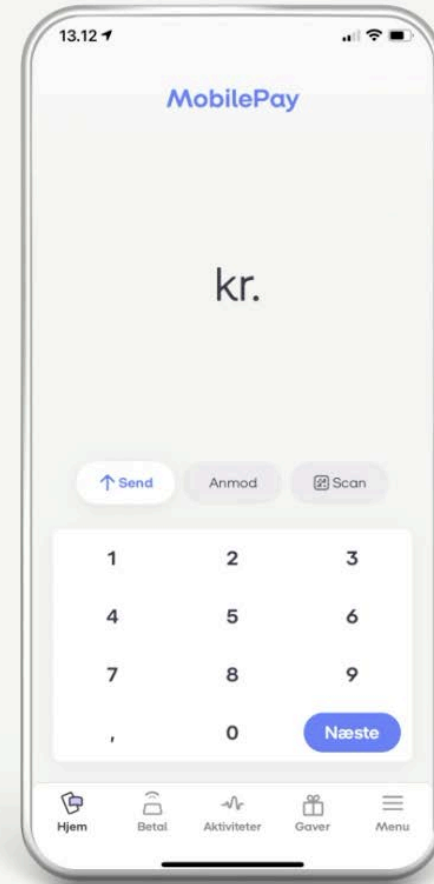 13.12
MobilePay
kr.
Send Anmod Scan
1 2 3
4 5 6
7 8 9
, 0 Næste
Hjem Betal Aktiviteter Gaver Menu